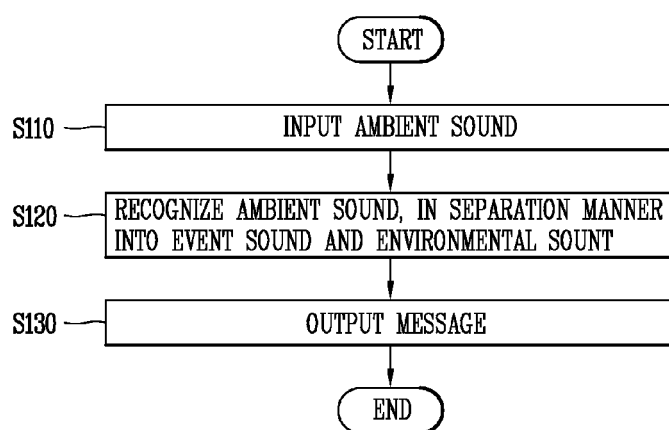 START
S110
INPUT AMBIENT SOUND
S120
RECOGNIZE AMBIENT SOUND, IN SEPARATION MANNER
INTO EVENT SOUND AND ENVIRONMENTAL SOUNT
S130
OUTPUT MESSAGE
END